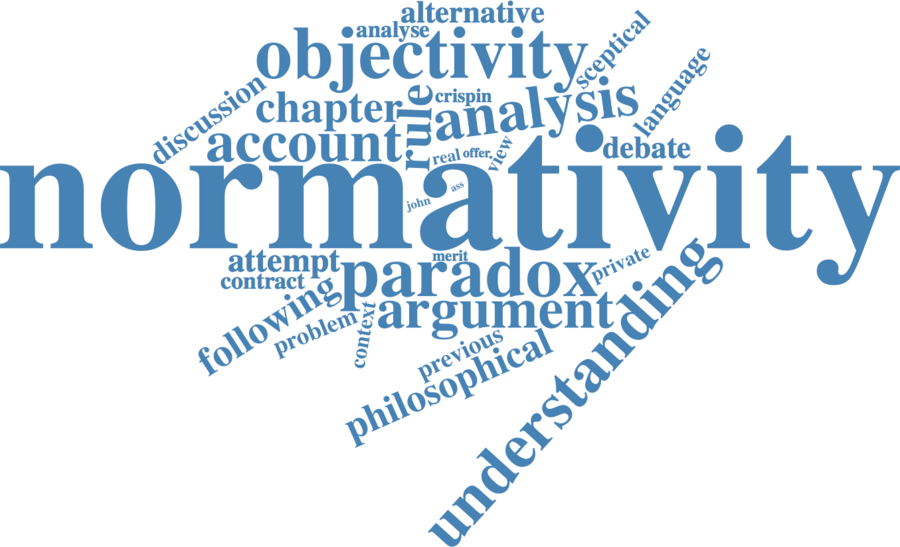 alternative
analyse
objectivity
sceptical
language
discussion
chapter
rule
crispin
analysis
account
real
offer.
view
debate
normativity
john
ass
attempt
contract
paradox
merit
private
following
problem
context
argument
previous
philosophical
understanding